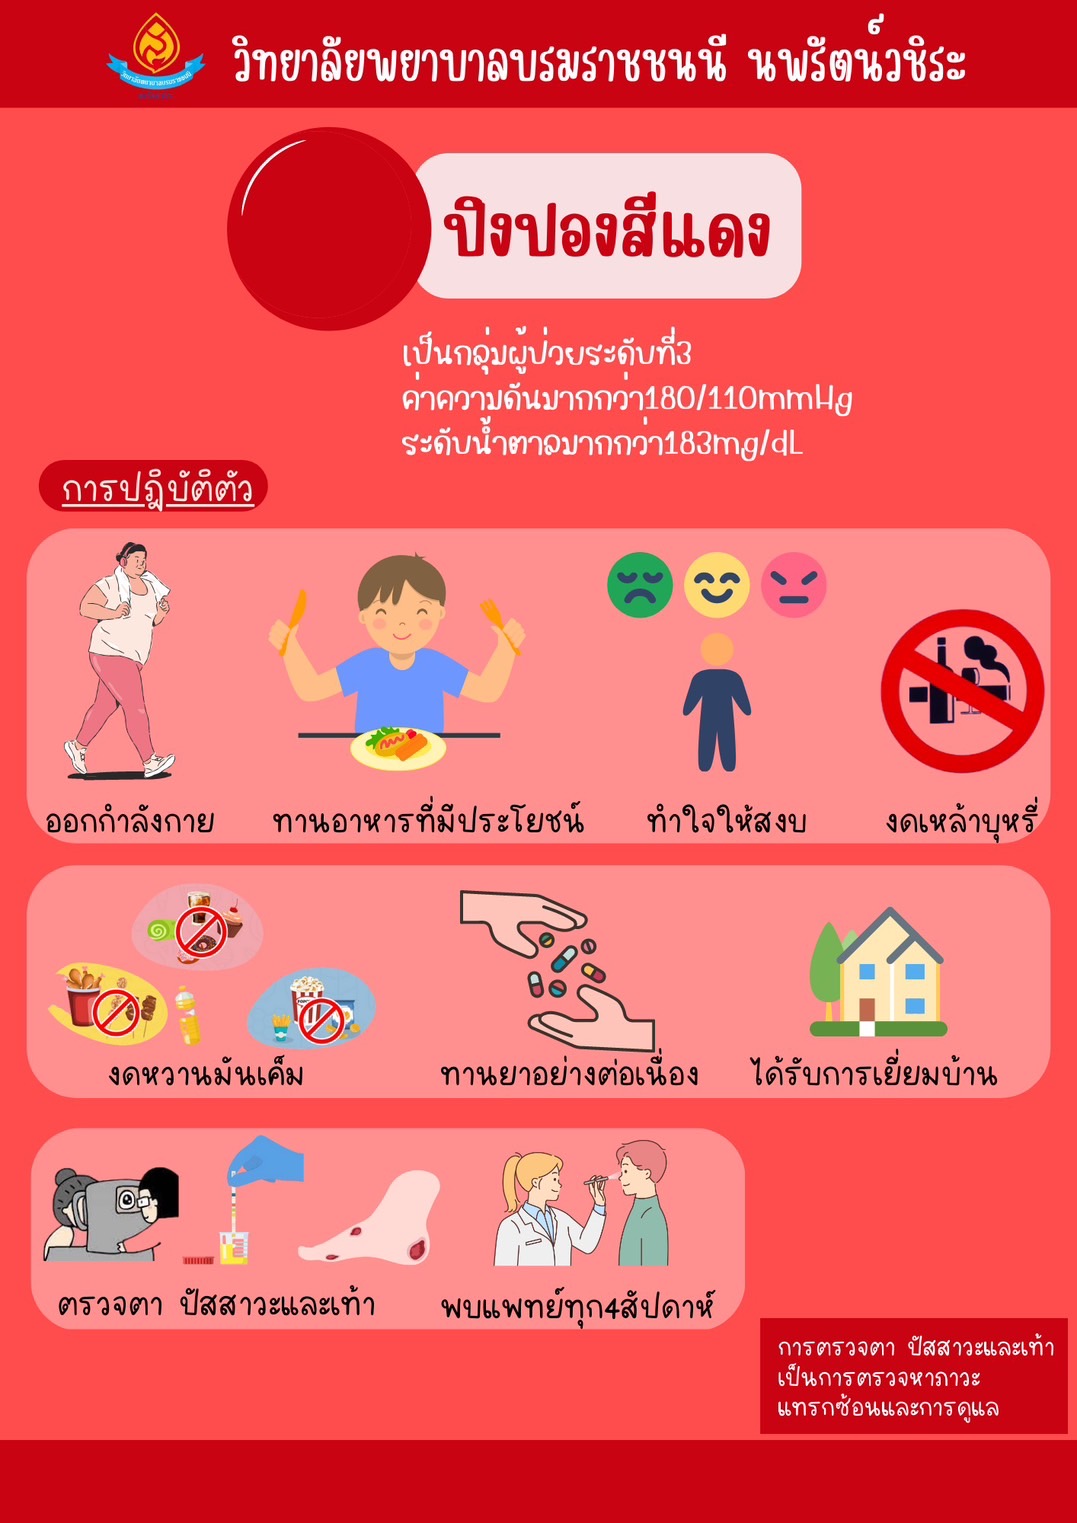 วิทยาลัยพยาบาลบรมราชชนนี นพรัตน์วชิระ
ปิงปองสีแดง
เป็นกลุ่มผู้ป่วยระดับที่3
ค่าความดันมากกว่า180/110mmHg
ระดับน้ำตาลมากกว่า183mg/dL
การปฎิบัติตัว
ออกกำลังกาย
ทานอาหารที่มีประโยชน์
ทำใจให้สงบ
งดเหล้าบุหรี่
งดหวานมันเค็ม
ทานยาอย่างต่อเนื่อง
ได้รับการเยี่ยมบ้าน
ตรวจตา ปัสสาวะและเท้า
พบแพทย์ทุก4สัปดาห์
การตรวจตา ปัสสาวะและเท้า
เป็นการตรวจหาภาวะ
แทรกซ้อนและการดูแล